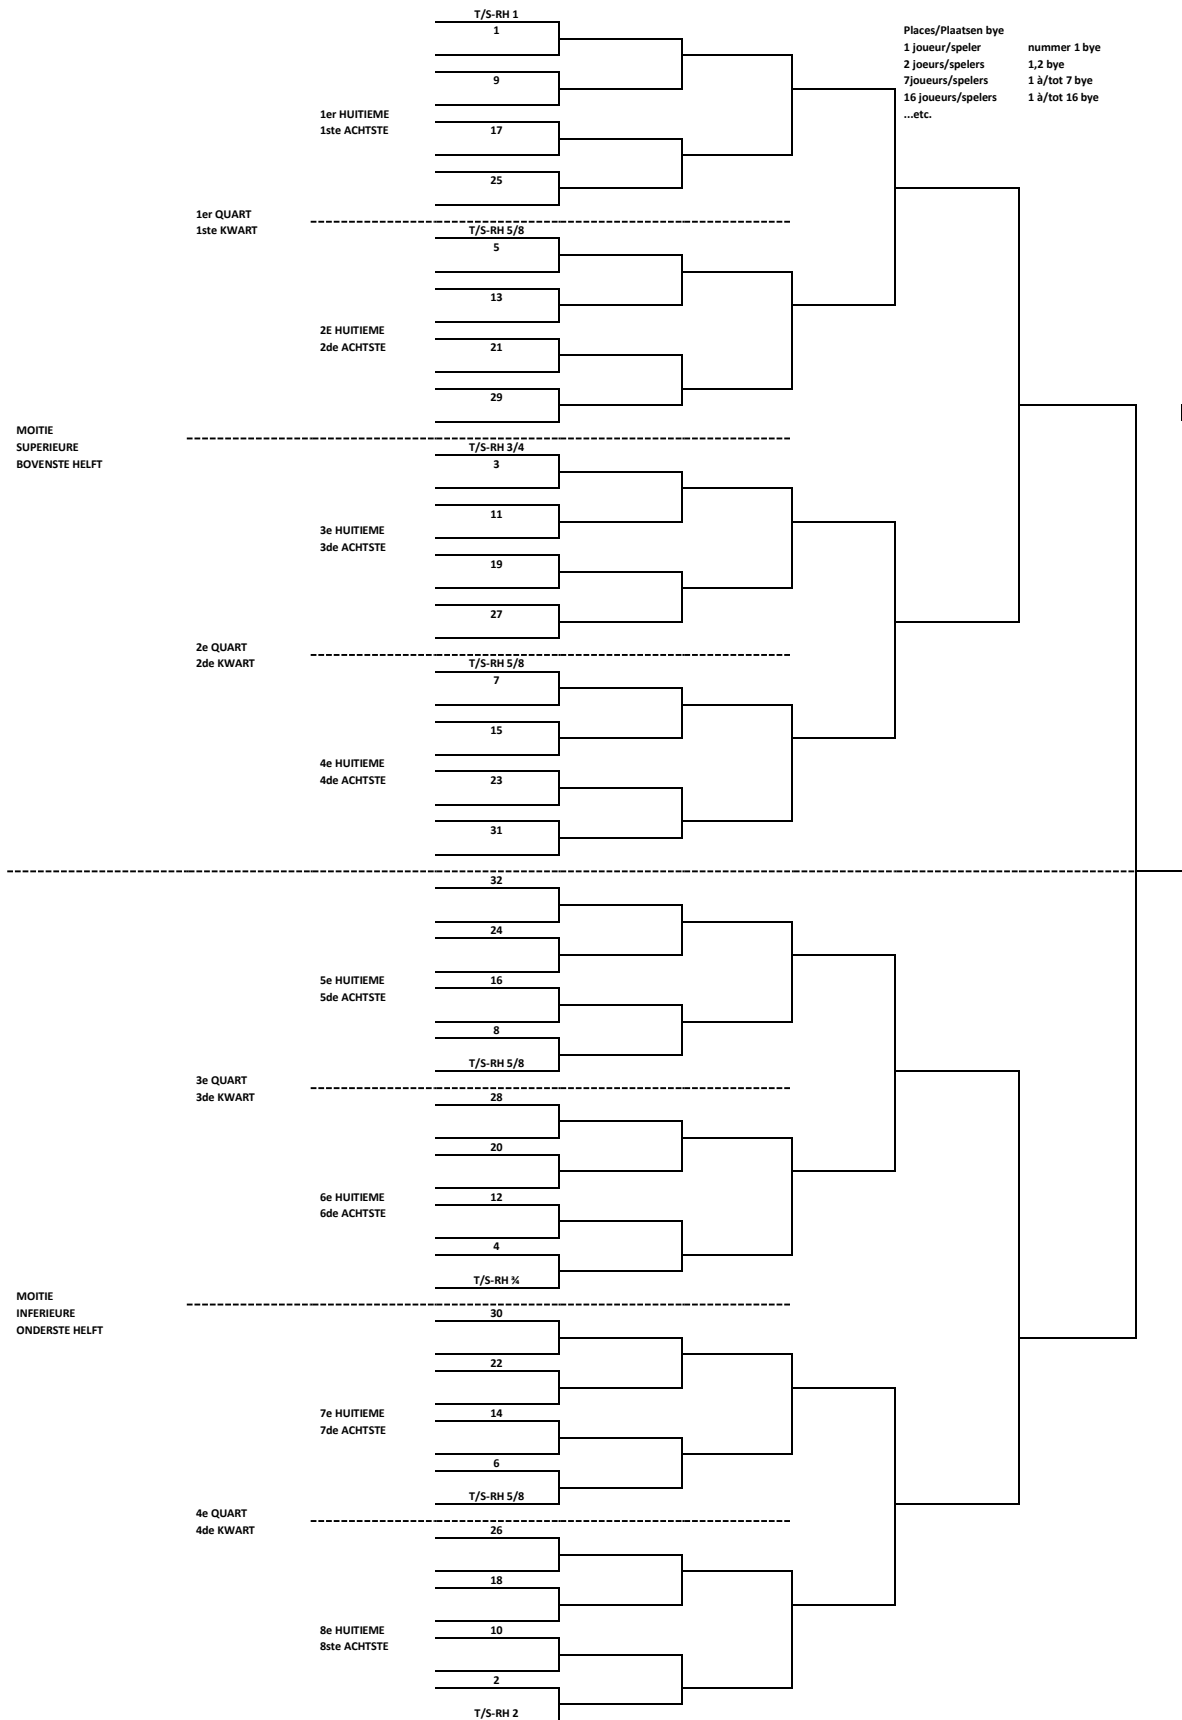 T/S-RH 1
1
Places/Plaatsen bye
1 joueur/speler nummer 1 bye
2 joeurs/spelers 1,2 bye
7joueurs/spelers 1 à/tot 7 bye
16 joueurs/spelers 1 à/tot 16 bye
...etc.
9
1er HUITIEME
1ste ACHTSTE
17
25
1er QUART
1ste KWART
T/S-RH 5/8
5
13
2E HUITIEME
2de ACHTSTE
21
29
MOITIE
SUPERIEURE
BOVENSTE HELFT
T/S-RH 3/4
3
11
3e HUITIEME
3de ACHTSTE
19
27
2e QUART
2de KWART
T/S-RH 5/8
7
15
4e HUITIEME
4de ACHTSTE
23
31
32
24
5e HUITIEME
5de ACHTSTE
16
8
T/S-RH 5/8
3e QUART
3de KWART
28
20
6e HUITIEME
6de ACHTSTE
12
4
T/S-RH ¾
MOITIE
INFERIEURE
ONDERSTE HELFT
30
22
7e HUITIEME
7de ACHTSTE
14
6
T/S-RH 5/8
4e QUART
4de KWART
26
18
8e HUITIEME
8ste ACHTSTE
10
2
T/S-RH 2